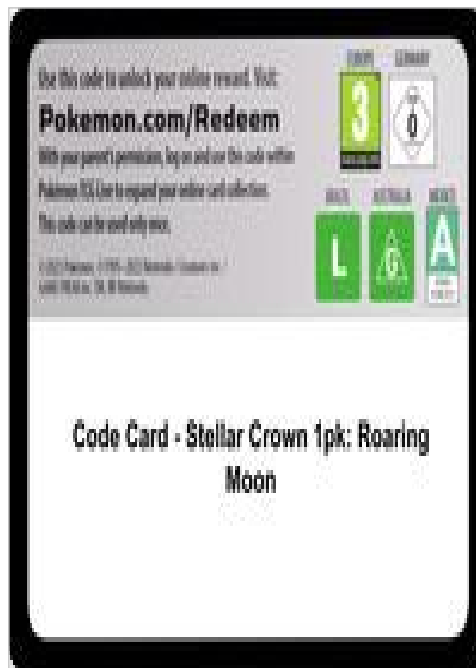 Use this code to unlock your online reward. Visit:
Pokemon.com/Redeem
With your parent's permission, log on and use this code within
Pokémon TCG Live to expand your online card collection.
This code can be used only once.
EUROPE GERMANY
3
0
BRAZIL AUSTRALIA MEXICO
L
G
A
Code Card - Stellar Crown 1pk: Roaring
Moon